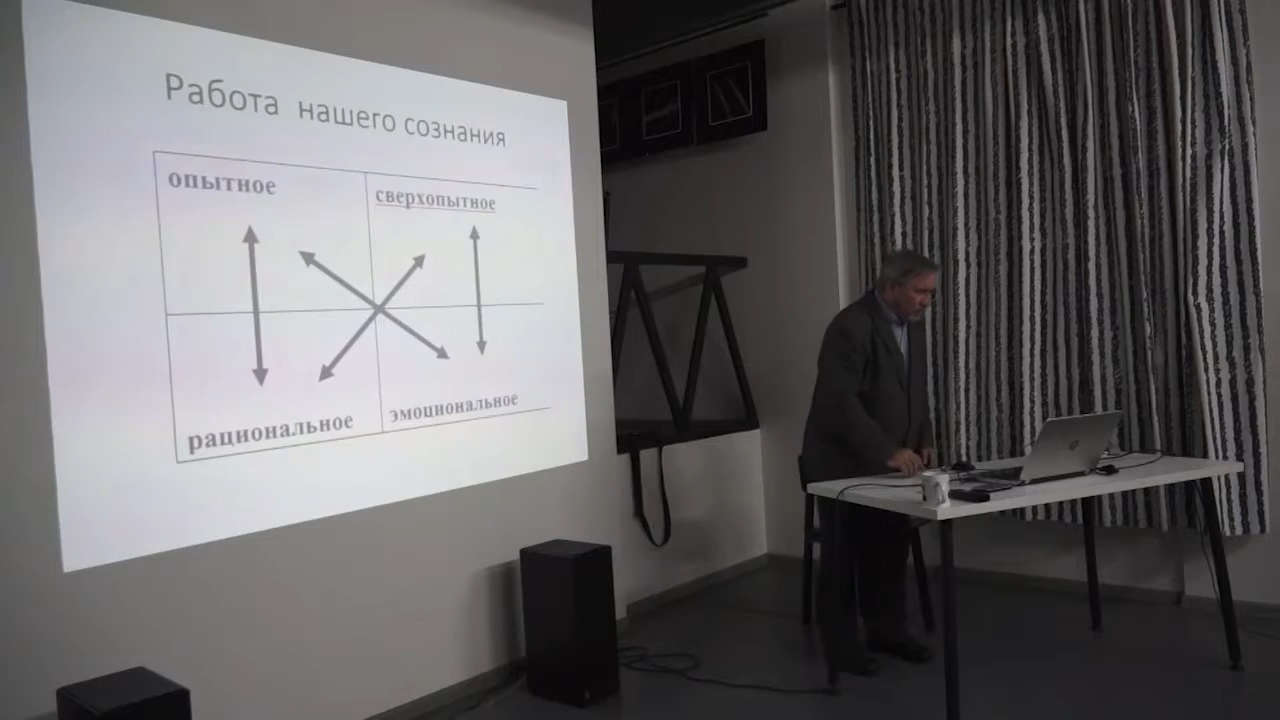 Работа нашего сознания
опытное
сверхопытное
рациональное
эмоциональное